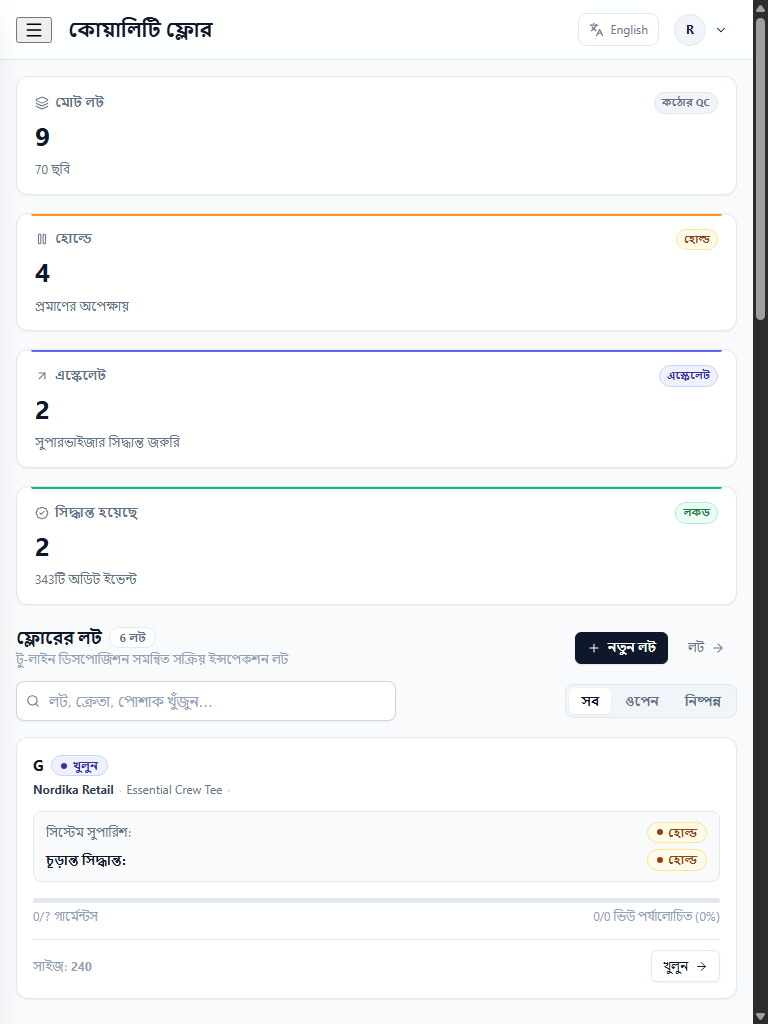 কোয়ালিটি ফ্লোর
English
R
মোট লট
কঠোর QC
9
70 ছবি
হোল্ডে
হোল্ড
4
প্রমাণের অপেক্ষায়
এস্কেলেট
এস্কেলেট
2
সুপারভাইজার সিদ্ধান্ত জরুরি
সিদ্ধান্ত হয়েছে
লকড
2
343টি অডিট ইভেন্ট
ফ্লোরের লট
6 লট
টু-লাইন ডিসপোজিশন সমন্বিত সক্রিয় ইন্সপেকশন লট
+ নতুন লট
লট →
লট, ক্রেতা, পোশাক খুঁজুন...
সব
ওপেন
নিষ্পন্ন
G
খুলুন
Nordika Retail · Essential Crew Tee ·
সিস্টেম সুপারিশ:
হোল্ড
চূড়ান্ত সিদ্ধান্ত:
হোল্ড
0/? গার্মেন্টস
0/0 ভিউ পর্যালোচিত (0%)
সাইজ: 240
খুলুন →